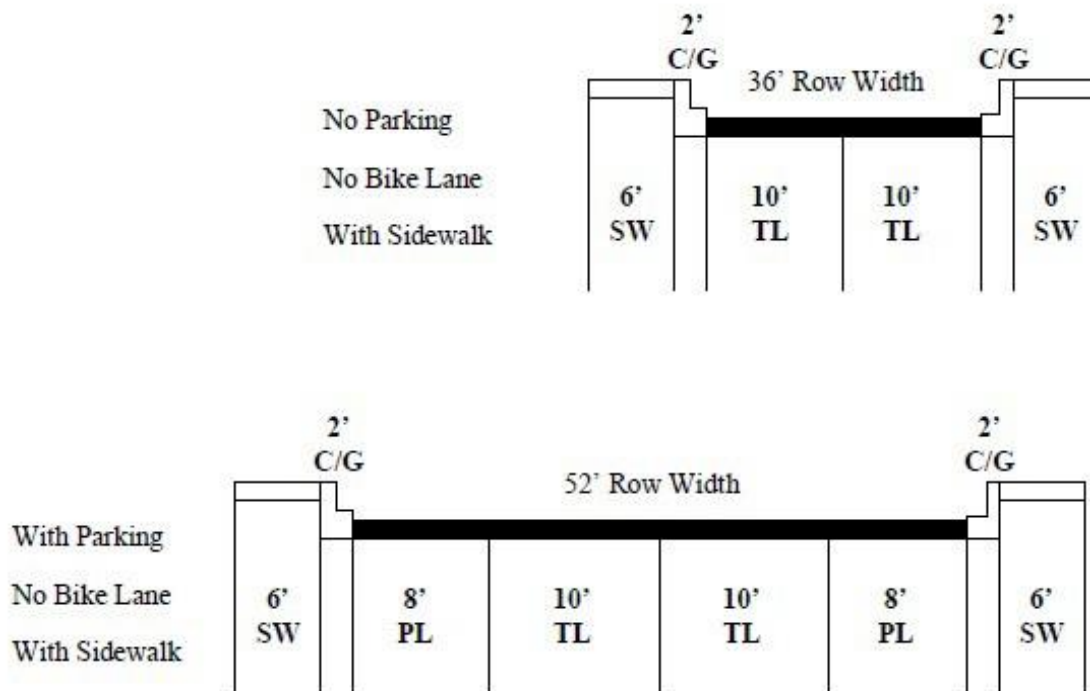 2’
C/G
2’
C/G
36’ Row Width
No Parking
No Bike Lane
With Sidewalk
6’
SW
10’
TL
10’
TL
6’
SW
2’
C/G
2’
C/G
52’ Row Width
With Parking
No Bike Lane
With Sidewalk
6’
SW
8’
PL
10’
TL
10’
TL
8’
PL
6’
SW